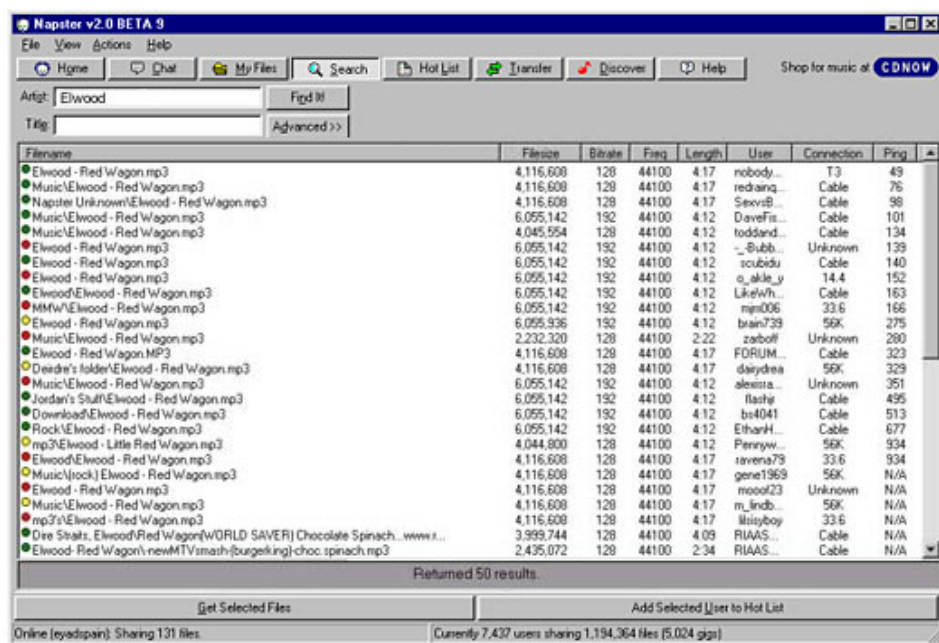 Napster v2.0 BETA 9
File View Actions Help
Home Chat My Files Search Hot List Transfer Discover Help Shop for music at CDNOW
Artist: Elwood Find It!
Title: Advanced >>
Filename Filesize Bitrate Freq Length User Connection Ping
Elwood - Red Wagon.mp3 4,116,608 128 44100 4:17 nobody... T3 49
Music\Elwood - Red Wagon.mp3 4,116,608 128 44100 4:17 redrainq... Cable 76
Napster Unknown\Elwood - Red Wagon.mp3 4,116,608 128 44100 4:17 SexvsB... Cable 98
Music\Elwood - Red Wagon.mp3 6,055,142 192 44100 4:12 DaveFis... Cable 101
Music\Elwood - Red Wagon.mp3 4,045,554 128 44100 4:12 toddand... Cable 134
Elwood - Red Wagon.mp3 6,055,142 192 44100 4:12 -_-Bubb... Unknown 139
Elwood - Red Wagon.mp3 6,055,142 192 44100 4:12 scubidu Cable 140
Elwood - Red Wagon.mp3 6,055,142 192 44100 4:12 o_akle_y 14.4 152
Elwood\Elwood - Red Wagon.mp3 6,055,142 192 44100 4:12 LikeWh... Cable 163
MMW\Elwood - Red Wagon.mp3 6,055,142 192 44100 4:12 mjm006 33.6 166
Elwood - Red Wagon.mp3 6,055,936 192 44100 4:12 brain739 56K 275
Music\Elwood - Red Wagon.mp3 2,232,320 128 44100 2:22 zarboff Unknown 280
Elwood - Red Wagon.MP3 4,116,608 128 44100 4:17 FORUM... Cable 323
Deirdre's folder\Elwood - Red Wagon.mp3 4,116,608 128 44100 4:17 dairydrea 56K 329
Music\Elwood - Red Wagon.mp3 6,055,142 192 44100 4:12 alexissa... Unknown 351
Jordan's Stuff\Elwood - Red Wagon.mp3 6,055,142 192 44100 4:12 flashjr Cable 495
Download\Elwood - Red Wagon.mp3 6,055,142 192 44100 4:12 bs4041 Cable 513
Rock\Elwood - Red Wagon.mp3 6,055,142 192 44100 4:12 EthanH... Cable 677
mp3\Elwood - Little Red Wagon.mp3 4,044,800 128 44100 4:12 Pennyw... 56K 934
Elwood\Elwood - Red Wagon.mp3 4,116,608 128 44100 4:17 ravena79 33.6 934
Music\(rock) Elwood - Red Wagon.mp3 4,116,608 128 44100 4:17 gene1969 56K N/A
Elwood - Red Wagon.mp3 4,116,608 128 44100 4:17 mooof23 Unknown N/A
Music\Elwood - Red Wagon.mp3 4,116,608 128 44100 4:17 m_lindb... 56K N/A
mp3's\Elwood - Red Wagon.mp3 4,116,608 128 44100 4:17 lilsisyboy 33.6 N/A
Dire Straits, Elwood\Red Wagon(WORLD SAVER) Chocolate Spinach...www.r... 3,999,744 128 44100 4:09 RIAAS... Cable N/A
Elwood- Red Wagon\-newMTVsmash-(burgerking)-choc.spinach.mp3 2,435,072 128 44100 2:34 RIAAS... Cable N/A
Returned 50 results.
Get Selected Files Add Selected User to Hot List
Online (eyadspain): Sharing 131 files. Currently 7,437 users sharing 1,194,364 files (5,024 gigs)